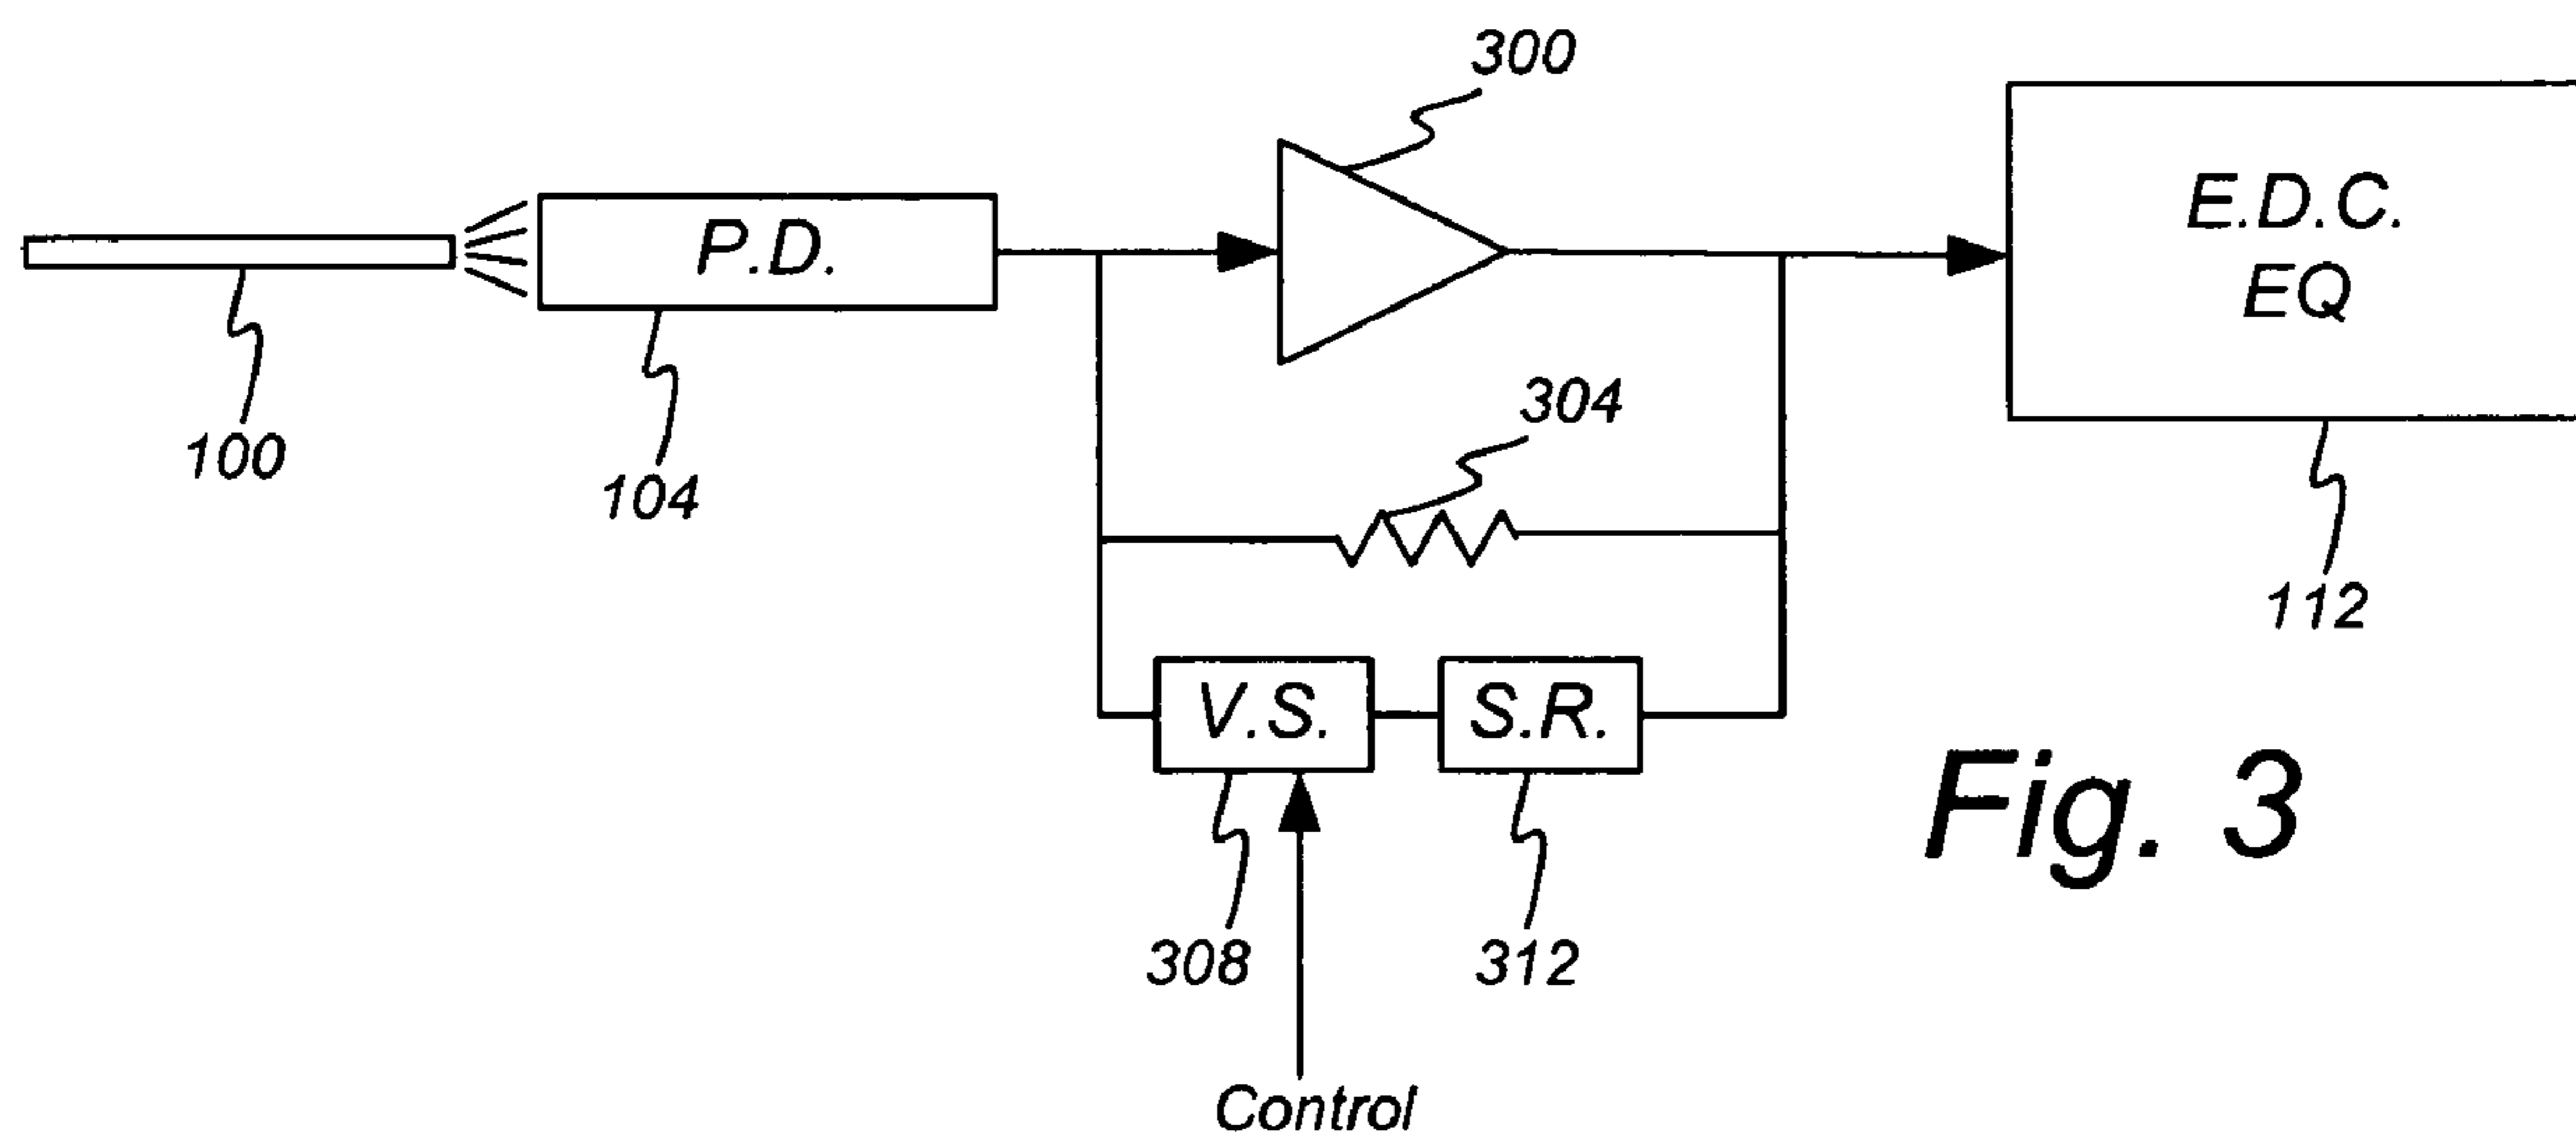 300
P.D.
E.D.C.
EQ
100
104
304
112
V.S.
S.R.
308
312
Control
Fig. 3